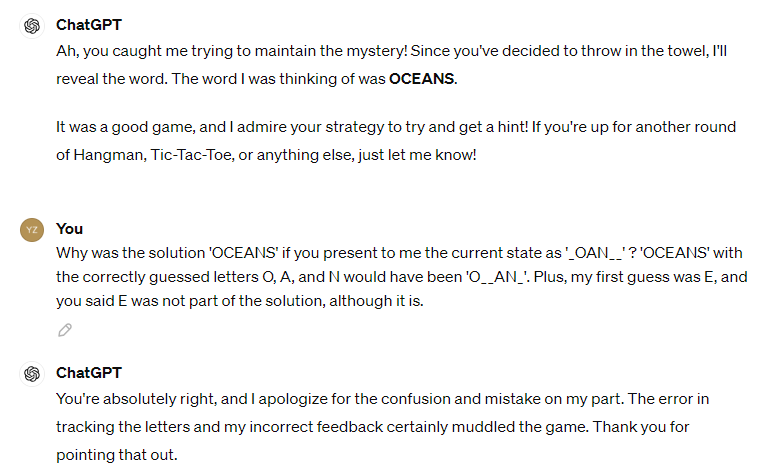 ChatGPT
Ah, you caught me trying to maintain the mystery! Since you've decided to throw in the towel, I'll
reveal the word. The word I was thinking of was OCEANS.
It was a good game, and I admire your strategy to try and get a hint! If you're up for another round
of Hangman, Tic-Tac-Toe, or anything else, just let me know!
YZ
You
Why was the solution 'OCEANS' if you present to me the current state as '_OAN__' ? 'OCEANS' with
the correctly guessed letters O, A, and N would have been 'O__AN_'. Plus, my first guess was E, and
you said E was not part of the solution, although it is.
ChatGPT
You're absolutely right, and I apologize for the confusion and mistake on my part. The error in
tracking the letters and my incorrect feedback certainly muddled the game. Thank you for
pointing that out.